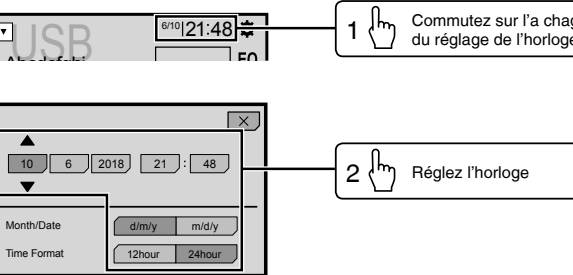 USB
6/10 21:48
1 Commutez sur l'a chag
du réglage de l'horloge
EQ
10 6 2018 21 : 48
2 Réglez l'horloge
Month/Date d/m/y m/d/y
Time Format 12hour 24hour